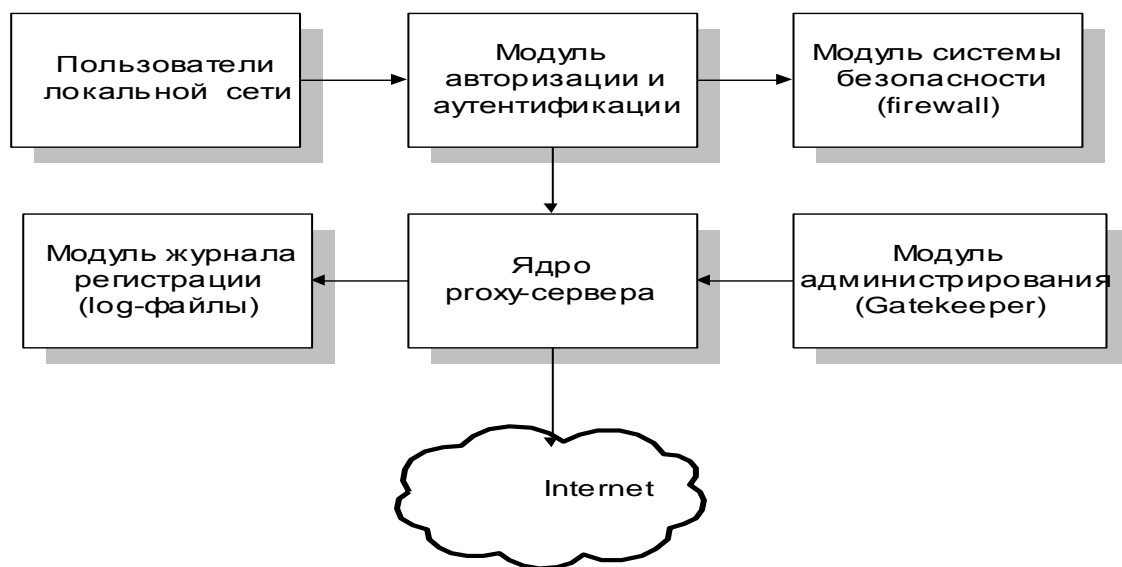 Пользователи
локальной сети
Модуль
авторизации и
аутентификации
Модуль системы
безопасности
(firewall)
Модуль журнала
регистрации
(log-файлы)
Ядро
proxy-сервера
Модуль
администрирования
(Gatekeeper)
Internet